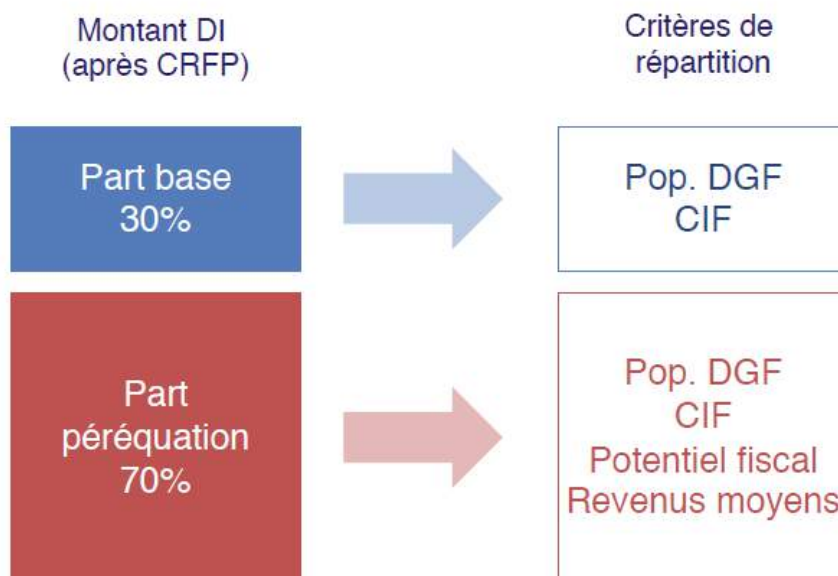 Montant DI
(après CRFP)
Critères de
répartition
Part base
30%
Pop. DGF
CIF
Part
péréquation
70%
Pop. DGF
CIF
Potentiel fiscal
Revenus moyens